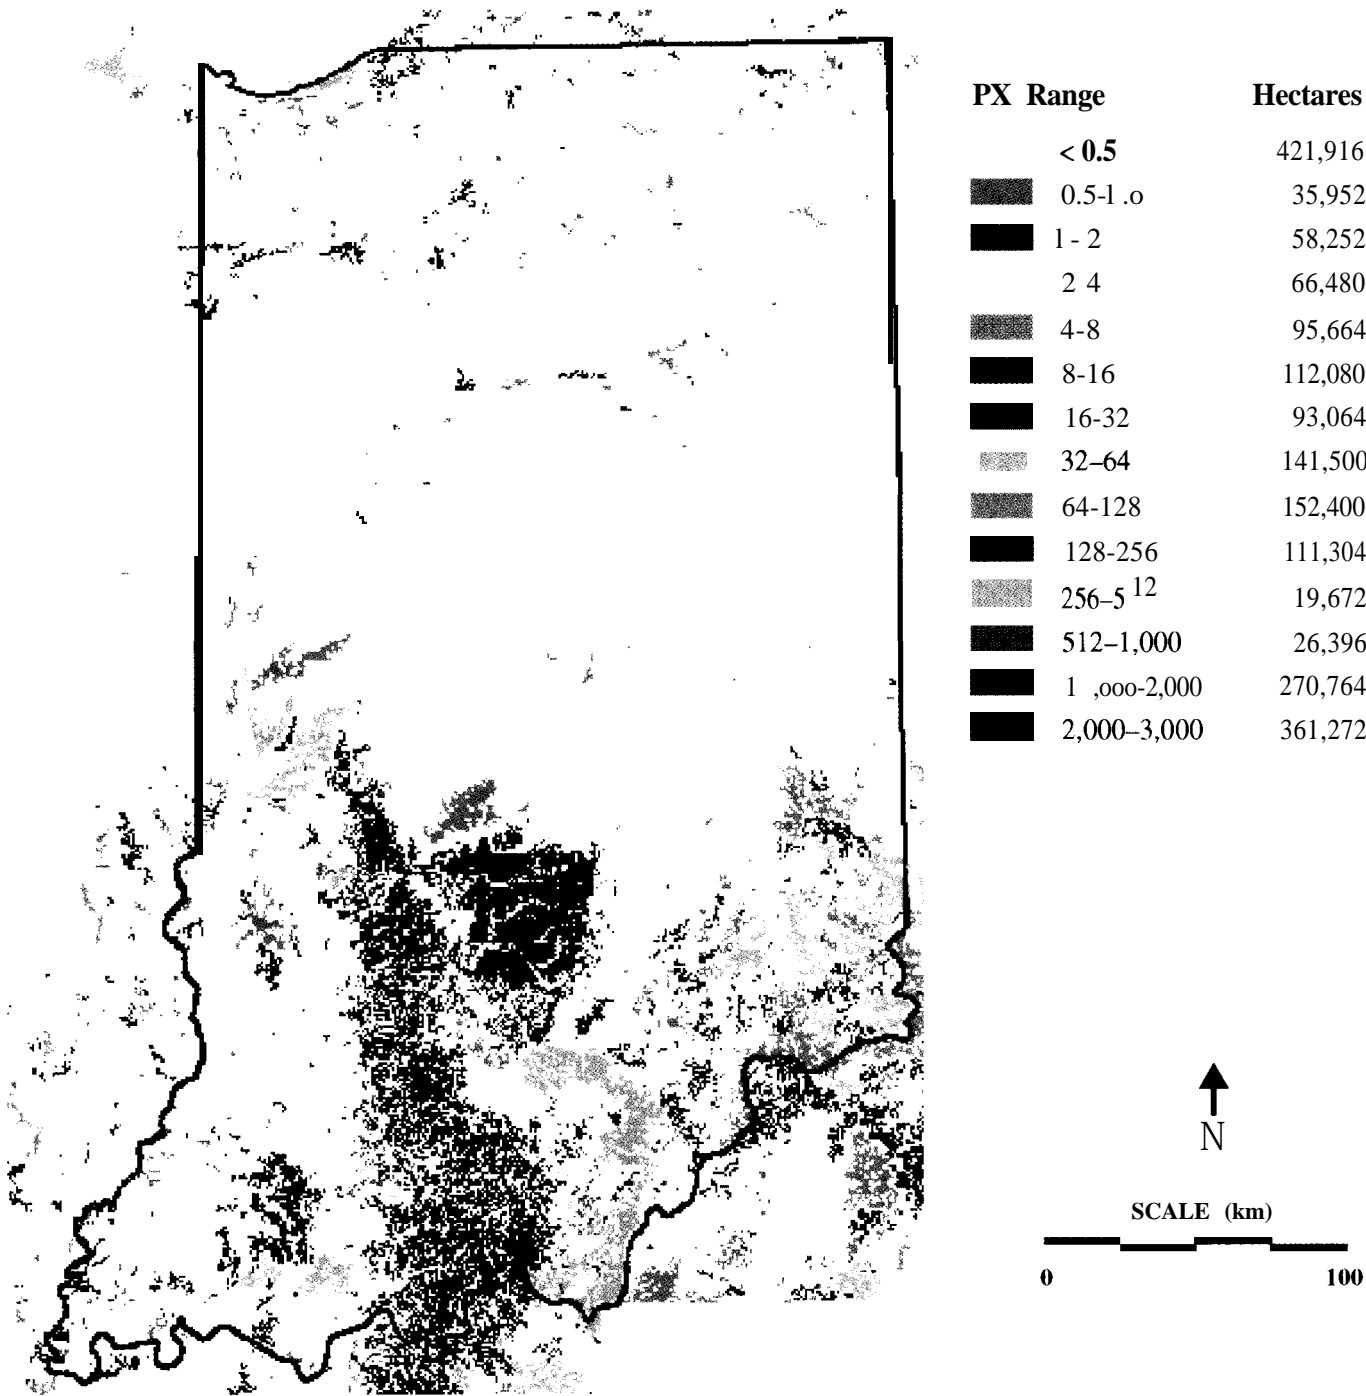 PX Range Hectares
< 0.5 421,916
0.5-l .o 35,952
l - 2 58,252
2 4 66,480
4-8 95,664
8-16 112,080
16-32 93,064
32–64 141,500
64-128 152,400
128-256 111,304
256–5 12 19,672
512–1,000 26,396
1 ,ooo-2,000 270,764
2,000–3,000 361,272
N
SCALE (km)
0 100